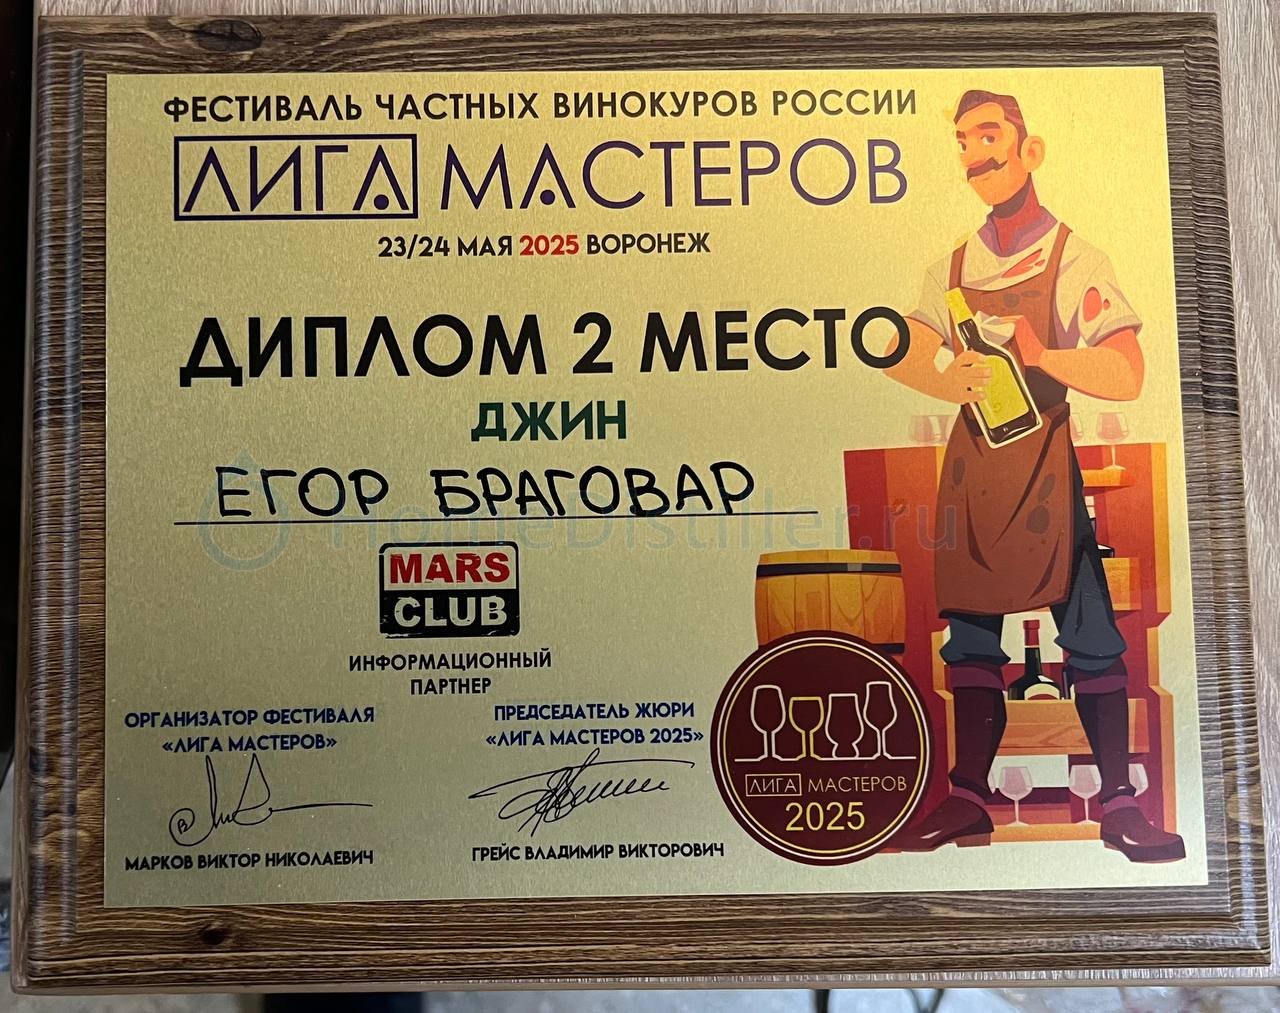 ФЕСТИВАЛЬ ЧАСТНЫХ ВИНОКУРОВ РОССИИ
ЛИГА МАСТЕРОВ
23/24 МАЯ 2025 ВОРОНЕЖ
ДИПЛОМ 2 МЕСТО
ДЖИН
ЕГОР БРАГОВАР
HomeDistiller.ru
MARS
CLUB
ИНФОРМАЦИОННЫЙ
ПАРТНЕР
ОРГАНИЗАТОР ФЕСТИВАЛЯ
«ЛИГА МАСТЕРОВ»
МАРКОВ ВИКТОР НИКОЛАЕВИЧ
ПРЕДСЕДАТЕЛЬ ЖЮРИ
«ЛИГА МАСТЕРОВ 2025»
ГРЕЙС ВЛАДИМИР ВИКТОРОВИЧ
ЛИГА МАСТЕРОВ
2025